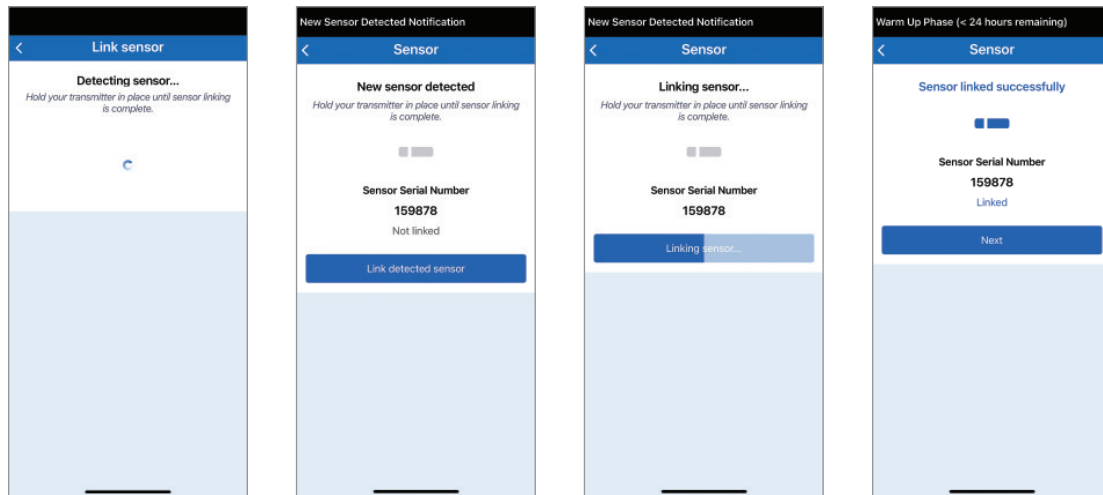 Link sensor
Detecting sensor...
Hold your transmitter in place until sensor linking
is complete.
New Sensor Detected Notification
Sensor
New sensor detected
Hold your transmitter in place until sensor linking
is complete.
Sensor Serial Number
159878
Not linked
Link detected sensor
New Sensor Detected Notification
Sensor
Linking sensor...
Hold your transmitter in place until sensor linking
is complete.
Sensor Serial Number
159878
Linking sensor...
Warm Up Phase (< 24 hours remaining)
Sensor
Sensor linked successfully
Sensor Serial Number
159878
Linked
Next